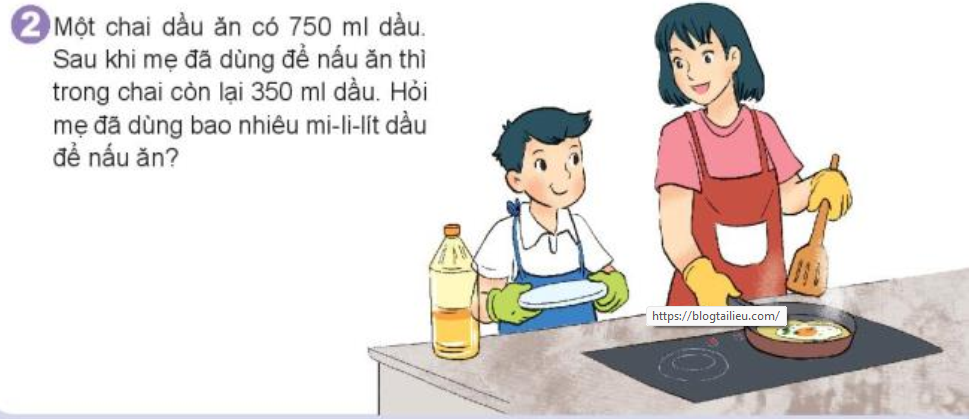 2 Một chai dầu ăn có 750 ml dầu.
Sau khi mẹ đã dùng để nấu ăn thì
trong chai còn lại 350 ml dầu. Hỏi
mẹ đã dùng bao nhiêu mi-li-lít dầu
để nấu ăn?
https://blogtailieu.com/